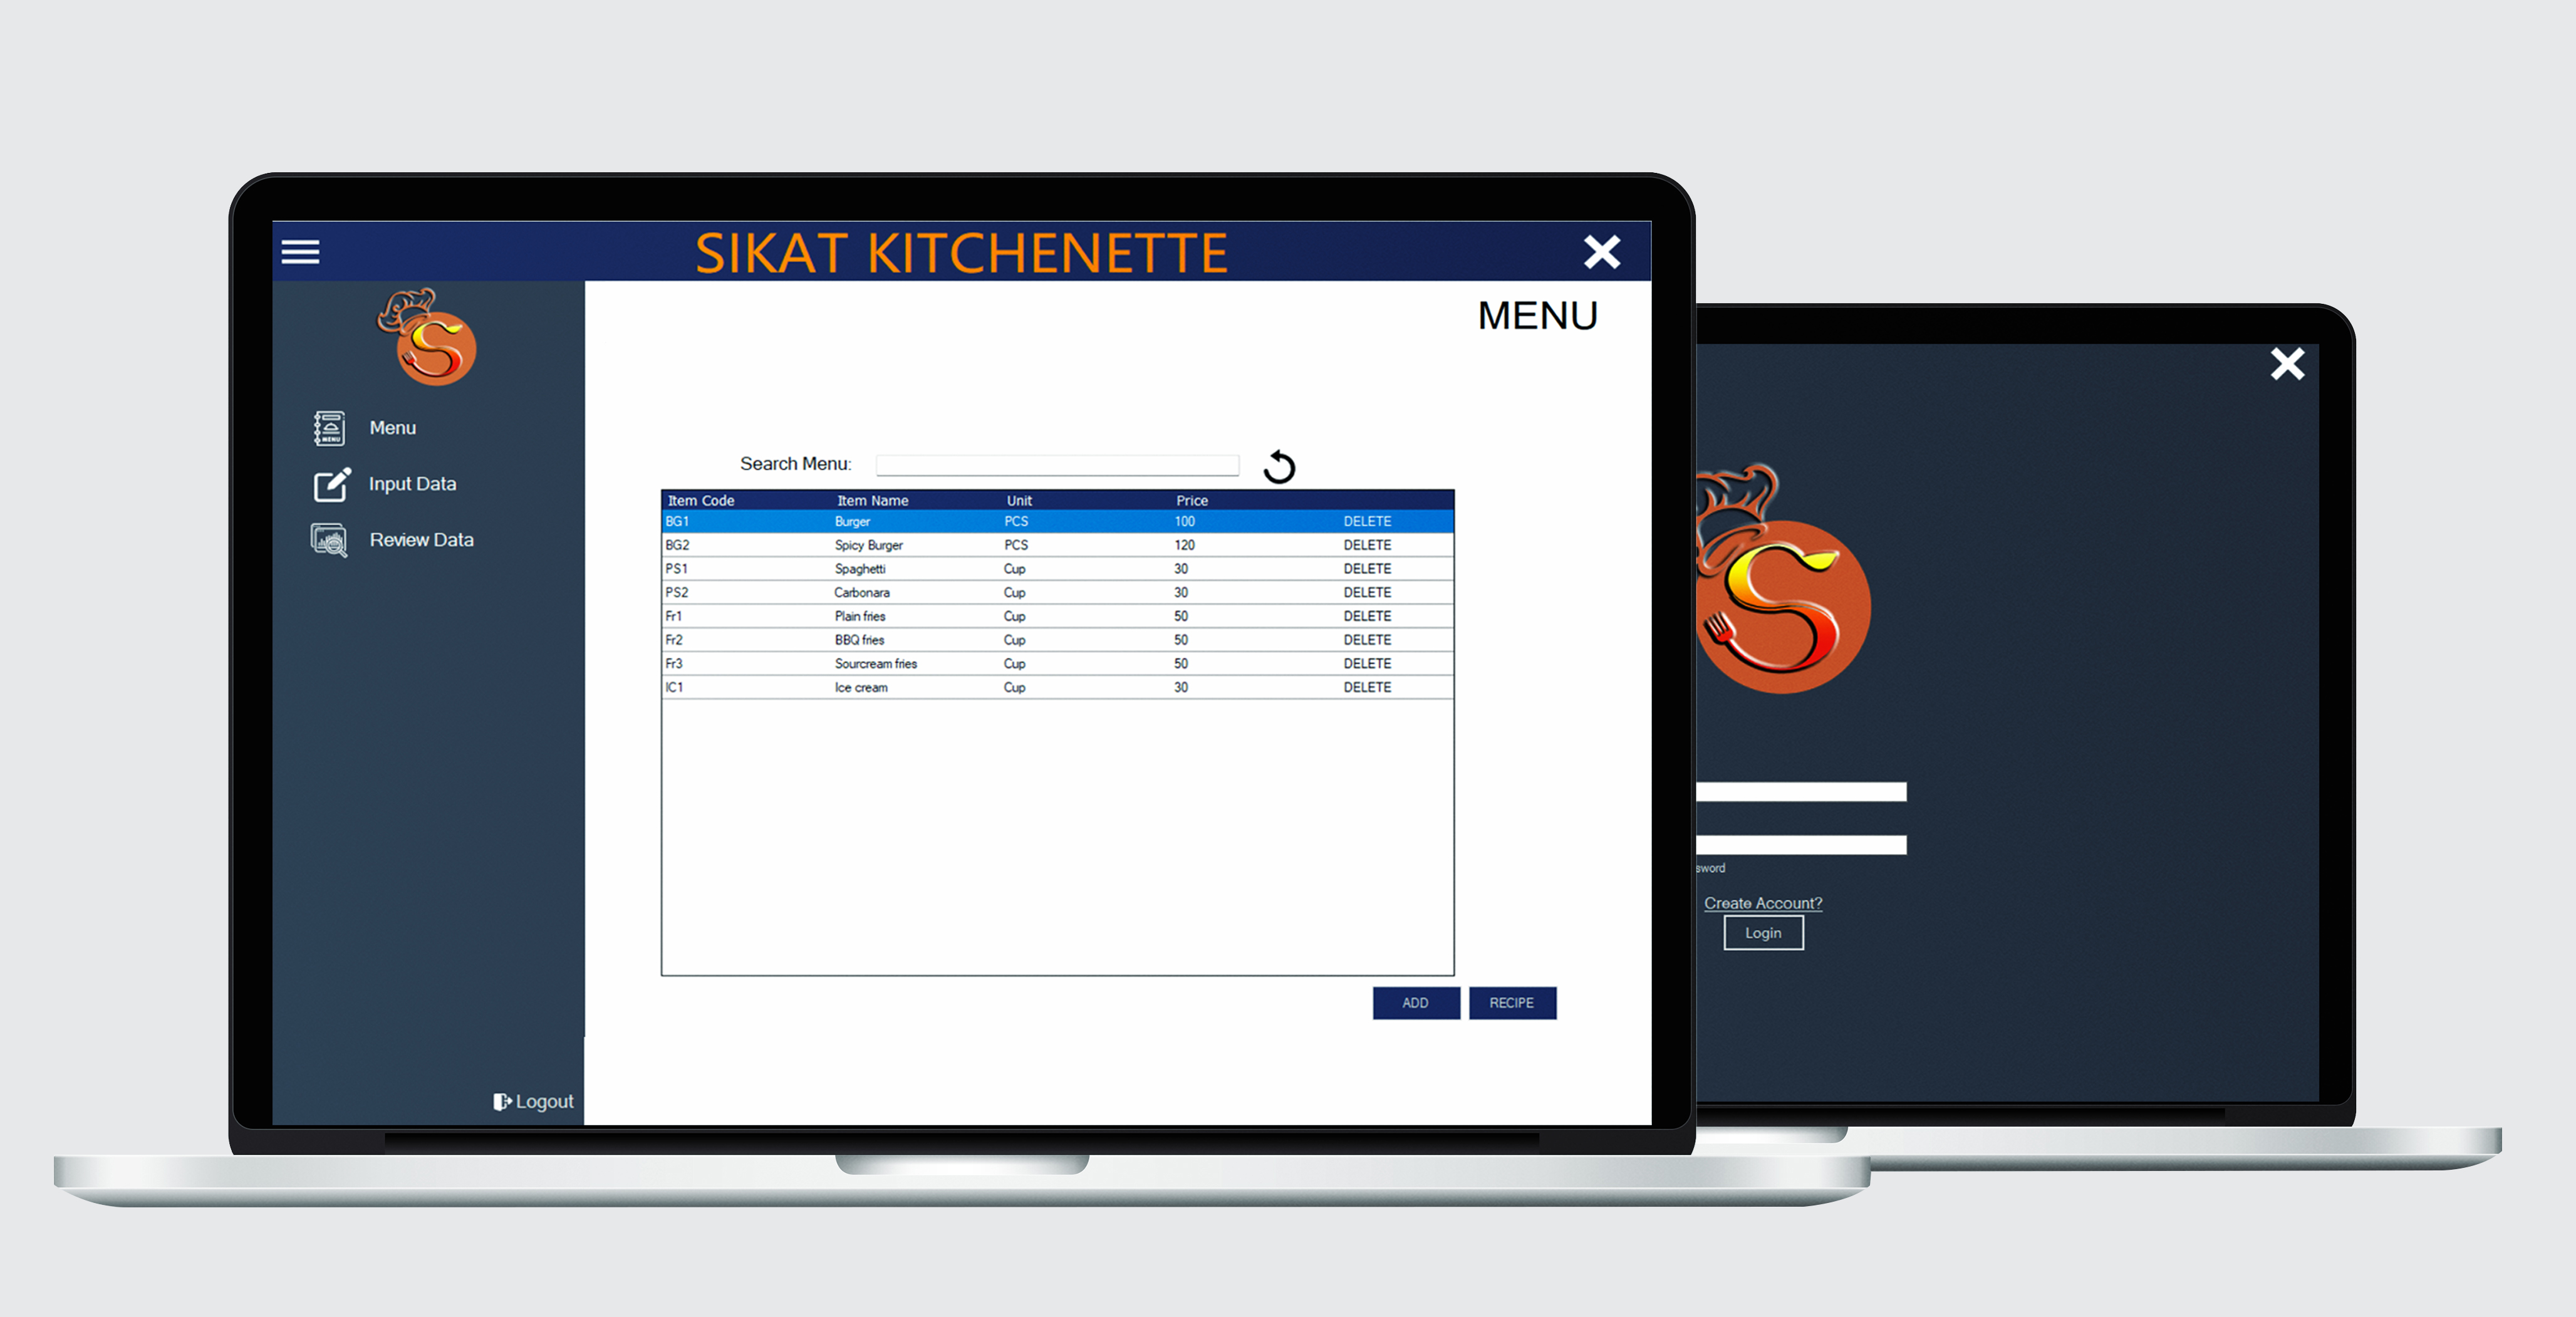 SIKAT KITCHENETTE
MENU
MENU
Menu
Input Data
Review Data
Logout
Search Menu:
Item Code Item Name Unit Price
BG1 Burger PCS 100 DELETE
BG2 Spicy Burger PCS 120 DELETE
PS1 Spaghetti Cup 30 DELETE
PS2 Carbonara Cup 30 DELETE
Fr1 Plain fries Cup 50 DELETE
Fr2 BBQ fries Cup 50 DELETE
Fr3 Sourcream fries Cup 50 DELETE
IC1 Ice cream Cup 30 DELETE
ADD RECIPE
sword
Create Account?
Login